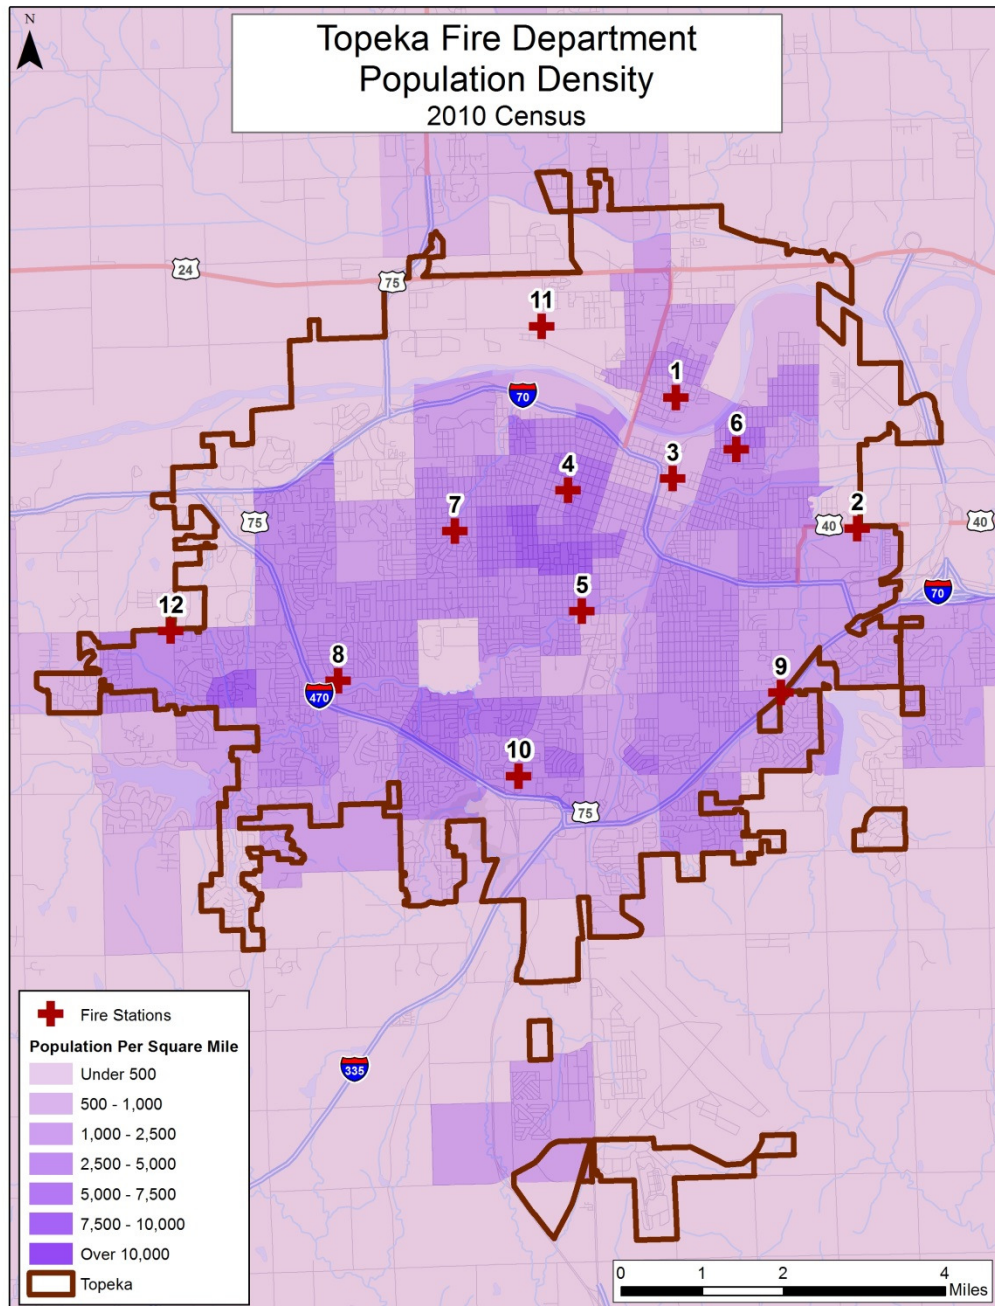 N
Topeka Fire Department
Population Density
2010 Census
24
75
11
70
1
6
3
4
7
2
40
40
75
5
70
12
8
470
9
10
75
335
Fire Stations
Population Per Square Mile
Under 500
500 - 1,000
1,000 - 2,500
2,500 - 5,000
5,000 - 7,500
7,500 - 10,000
Over 10,000
Topeka
0 1 2 4
Miles